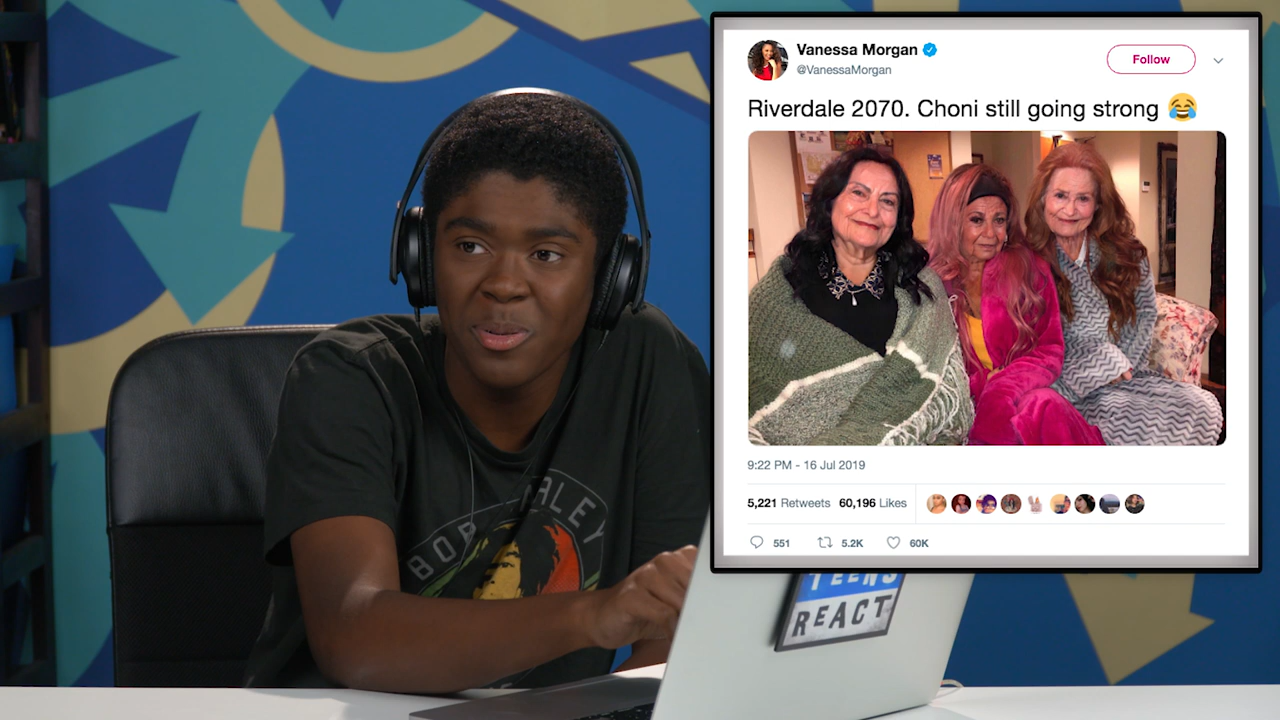 Vanessa Morgan
@VanessaMorgan
Follow
Riverdale 2070. Choni still going strong 😂
9:22 PM - 16 Jul 2019
5,221 Retweets 60,196 Likes
551 5.2K 60K
BOB MARLEY
TEENS
REACT